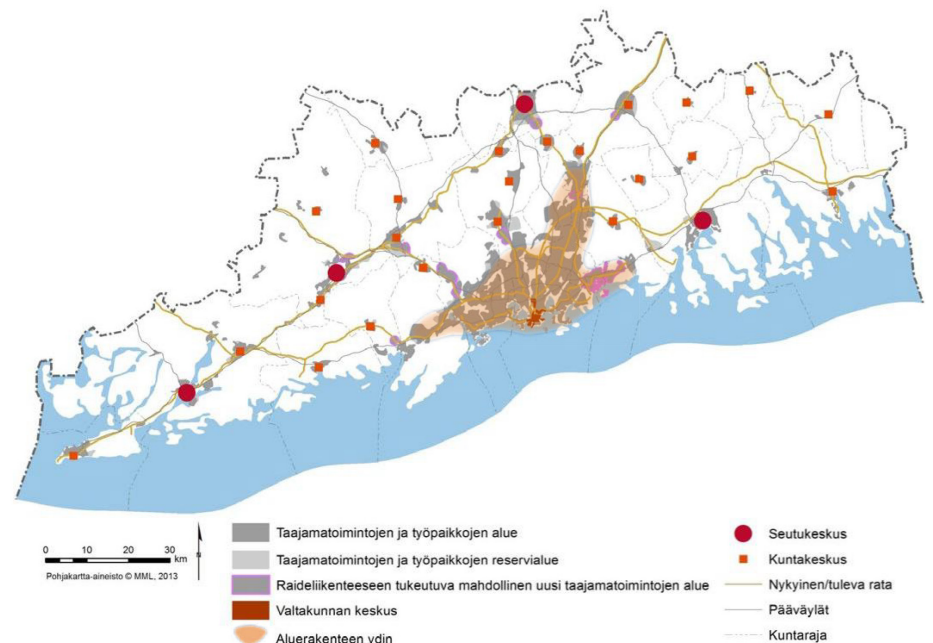 0 5 10 20 30
km
N
Pohjakartta-aineisto © MML, 2013
Taajamatoimintojen ja työpaikkojen alue
Taajamatoimintojen ja työpaikkojen reservialue
Raideliikenteeseen tukeutuva mahdollinen uusi taajamatoimintojen alue
Valtakunnan keskus
Aluerakenteen ydin
Seutukeskus
Kuntakeskus
Nykyinen/tuleva rata
Pääväylät
Kuntaraja